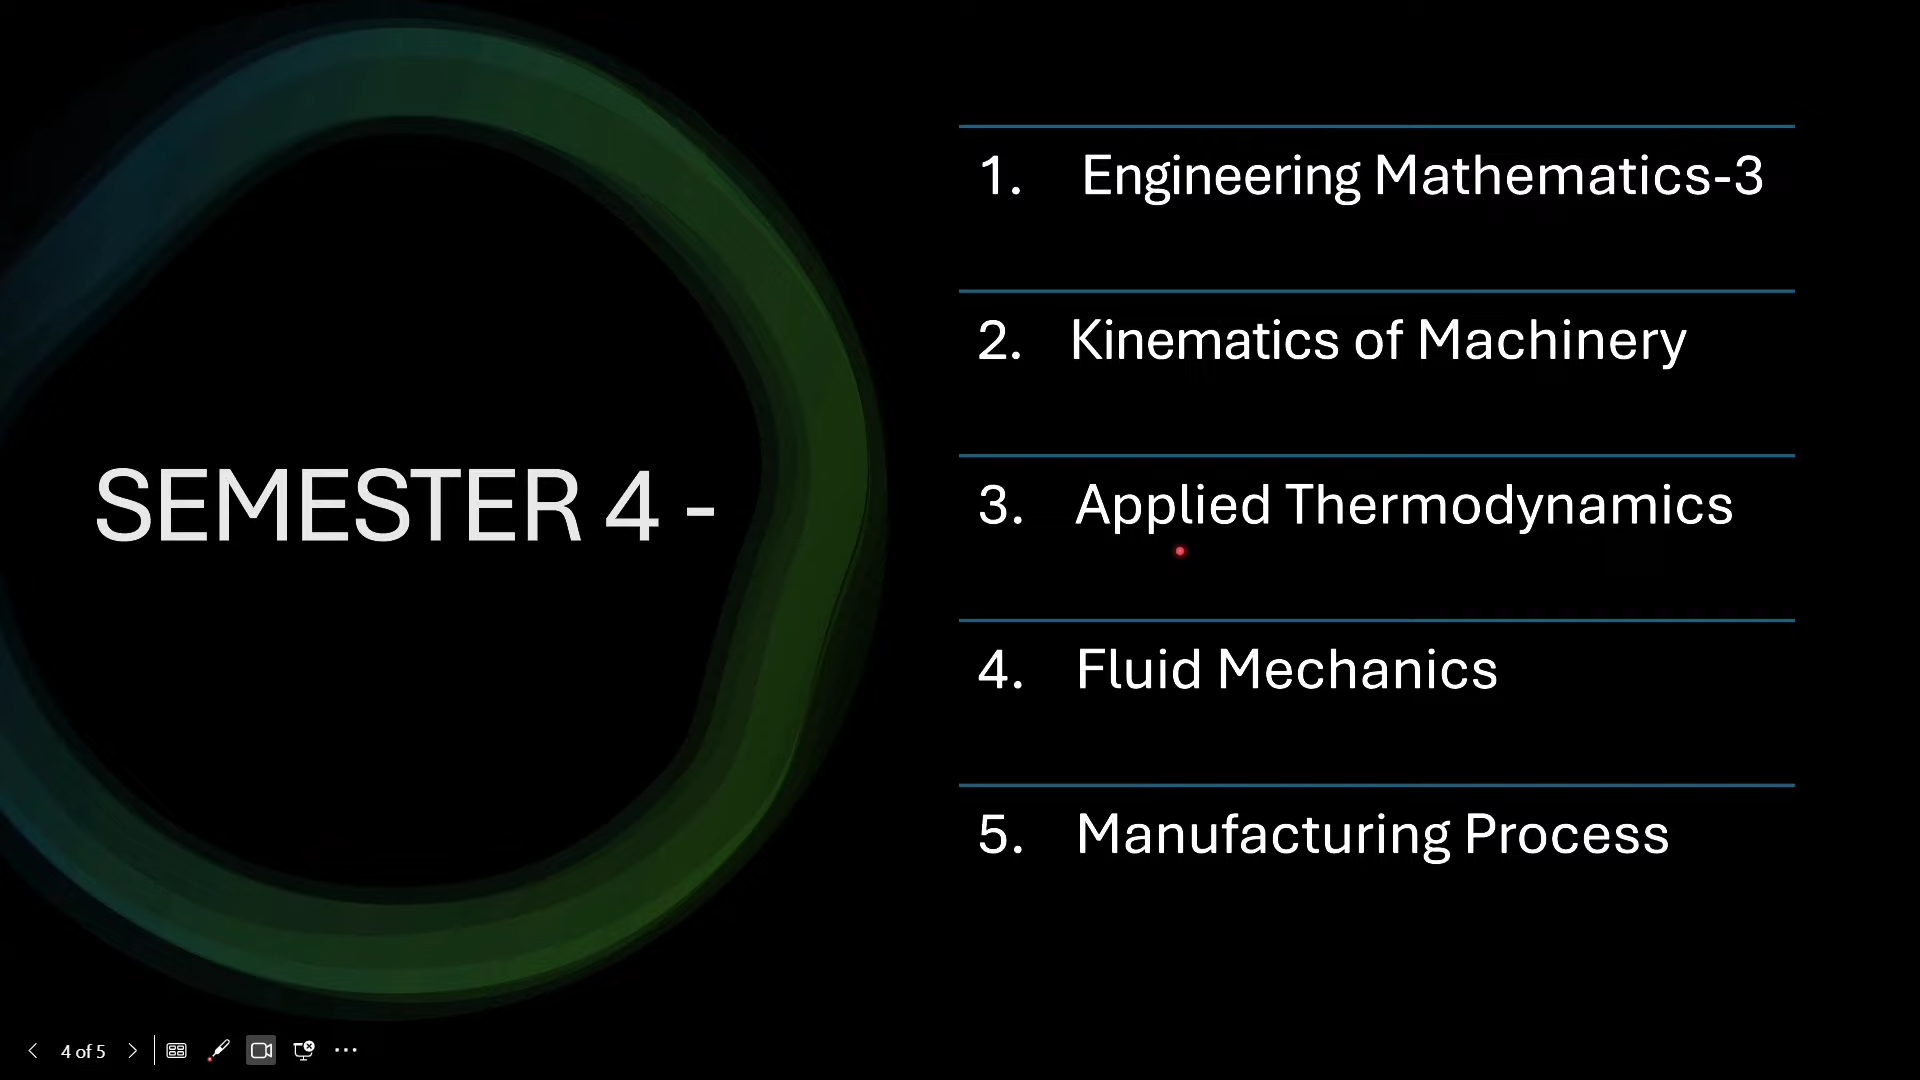 SEMESTER 4 -
1. Engineering Mathematics-3
2. Kinematics of Machinery
3. Applied Thermodynamics
4. Fluid Mechanics
5. Manufacturing Process
4 of 5